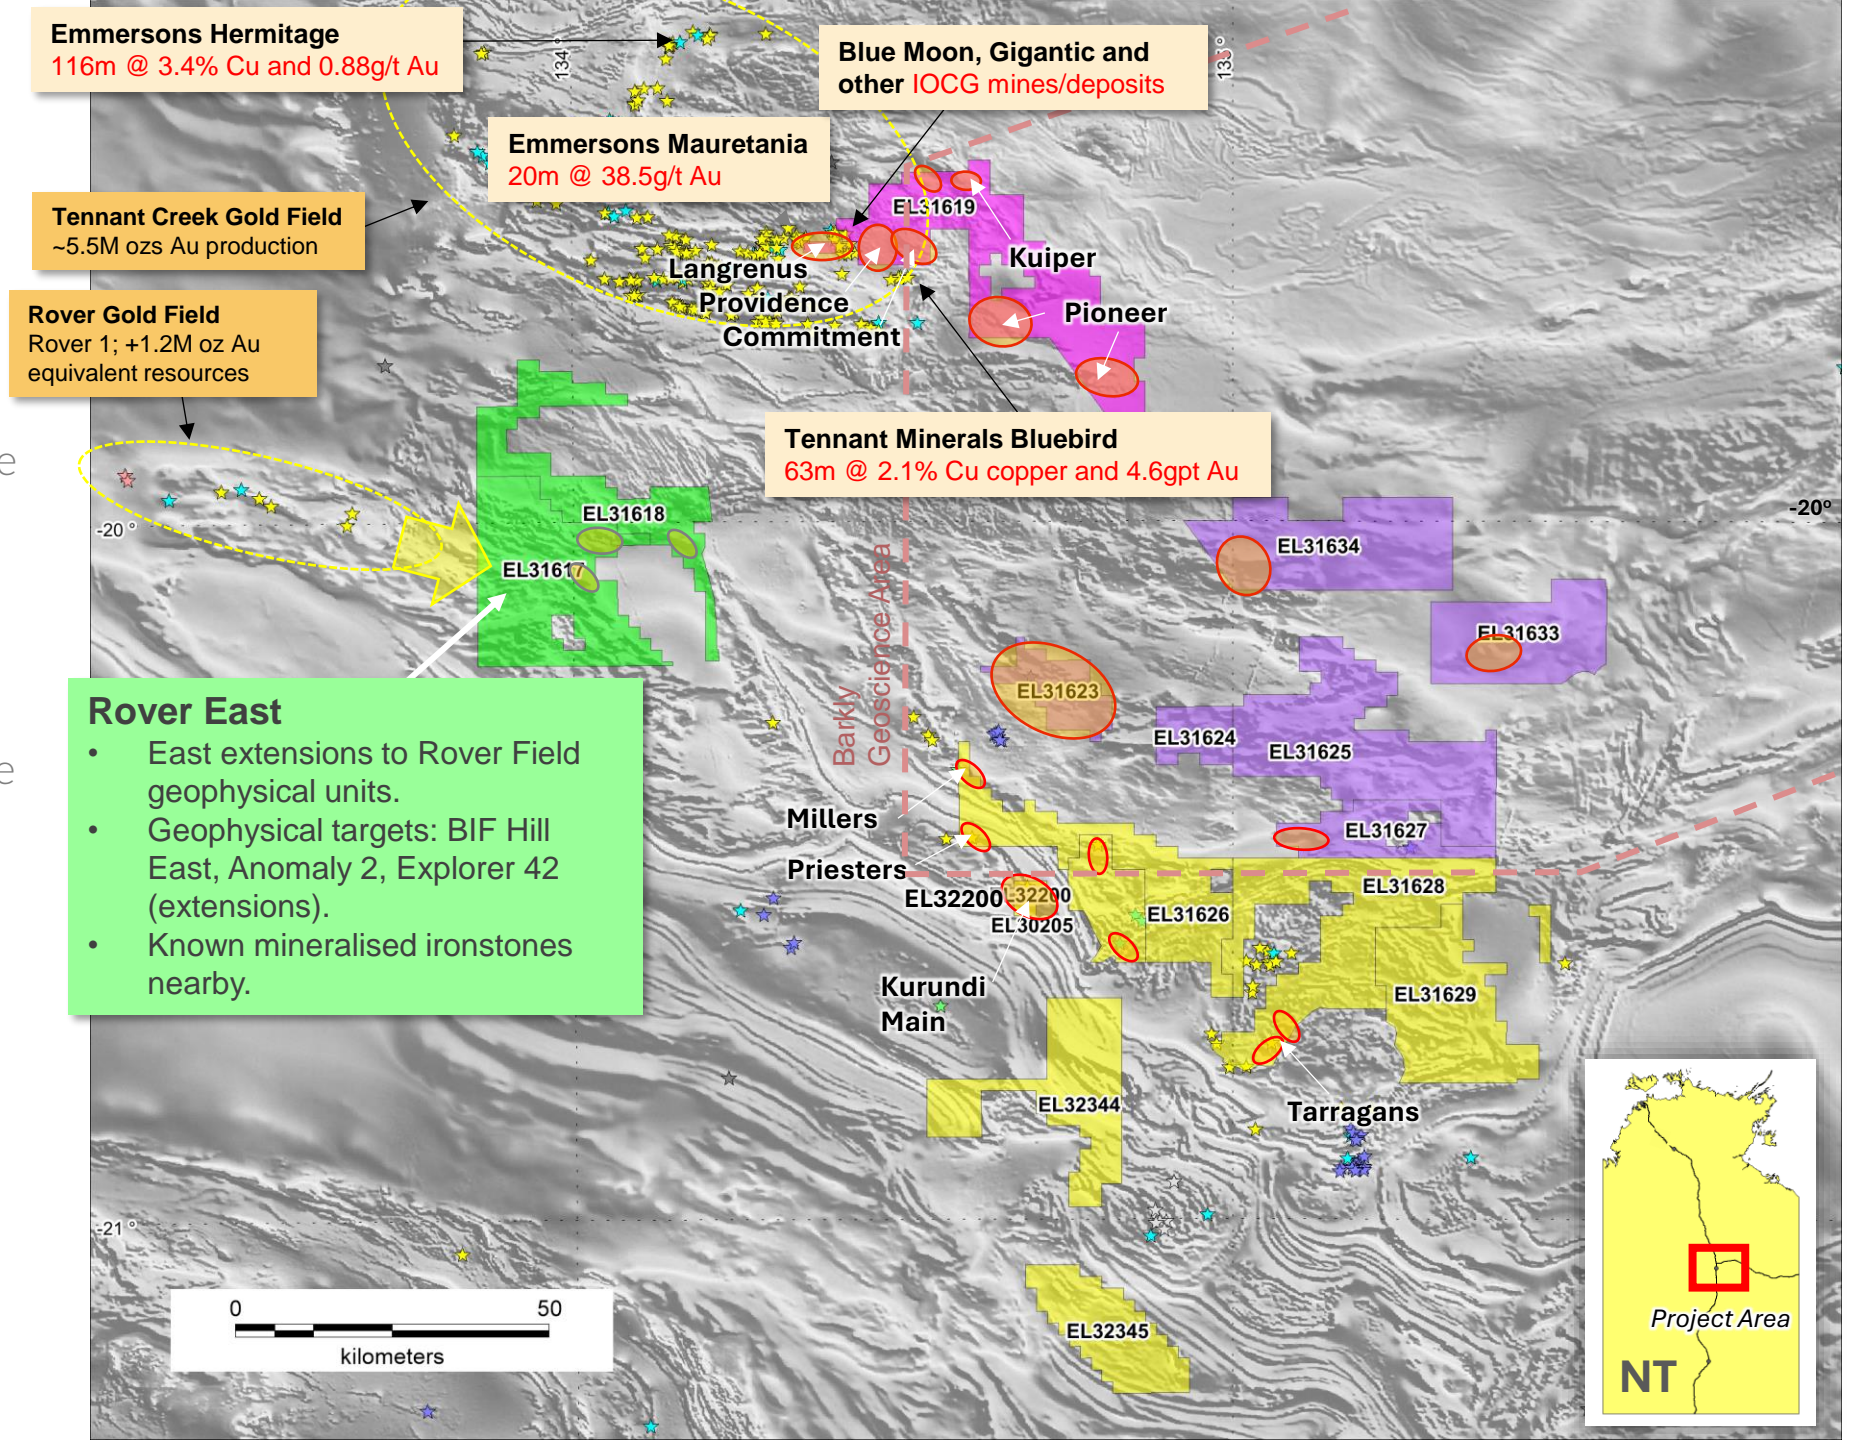 Emmersons Hermitage
116m @ 3.4% Cu and 0.88g/t Au
134°
135°
Blue Moon, Gigantic and
other IOCG mines/deposits
Emmersons Mauretania
20m @ 38.5g/t Au
Tennant Creek Gold Field
~5.5M ozs Au production
EL31619
Langrenus
Kuiper
Providence
Commitment
Pioneer
Rover Gold Field
Rover 1; +1.2M oz Au
equivalent resources
Tennant Minerals Bluebird
63m @ 2.1% Cu copper and 4.6gpt Au
e
-20°
-20º
EL31618
EL31617
EL31634
EL31633
Barkly
Geoscience Area
EL31623
EL31624
EL31625
e
Rover East
• East extensions to Rover Field
geophysical units.
• Geophysical targets: BIF Hill
East, Anomaly 2, Explorer 42
(extensions).
• Known mineralised ironstones
nearby.
Millers
Priesters
EL31627
EL31628
EL32200
EL32200
EL30205
EL31626
Kurundi
Main
EL31629
EL32344
Tarragans
-21°
EL32345
0 50
kilometers
Project Area
NT